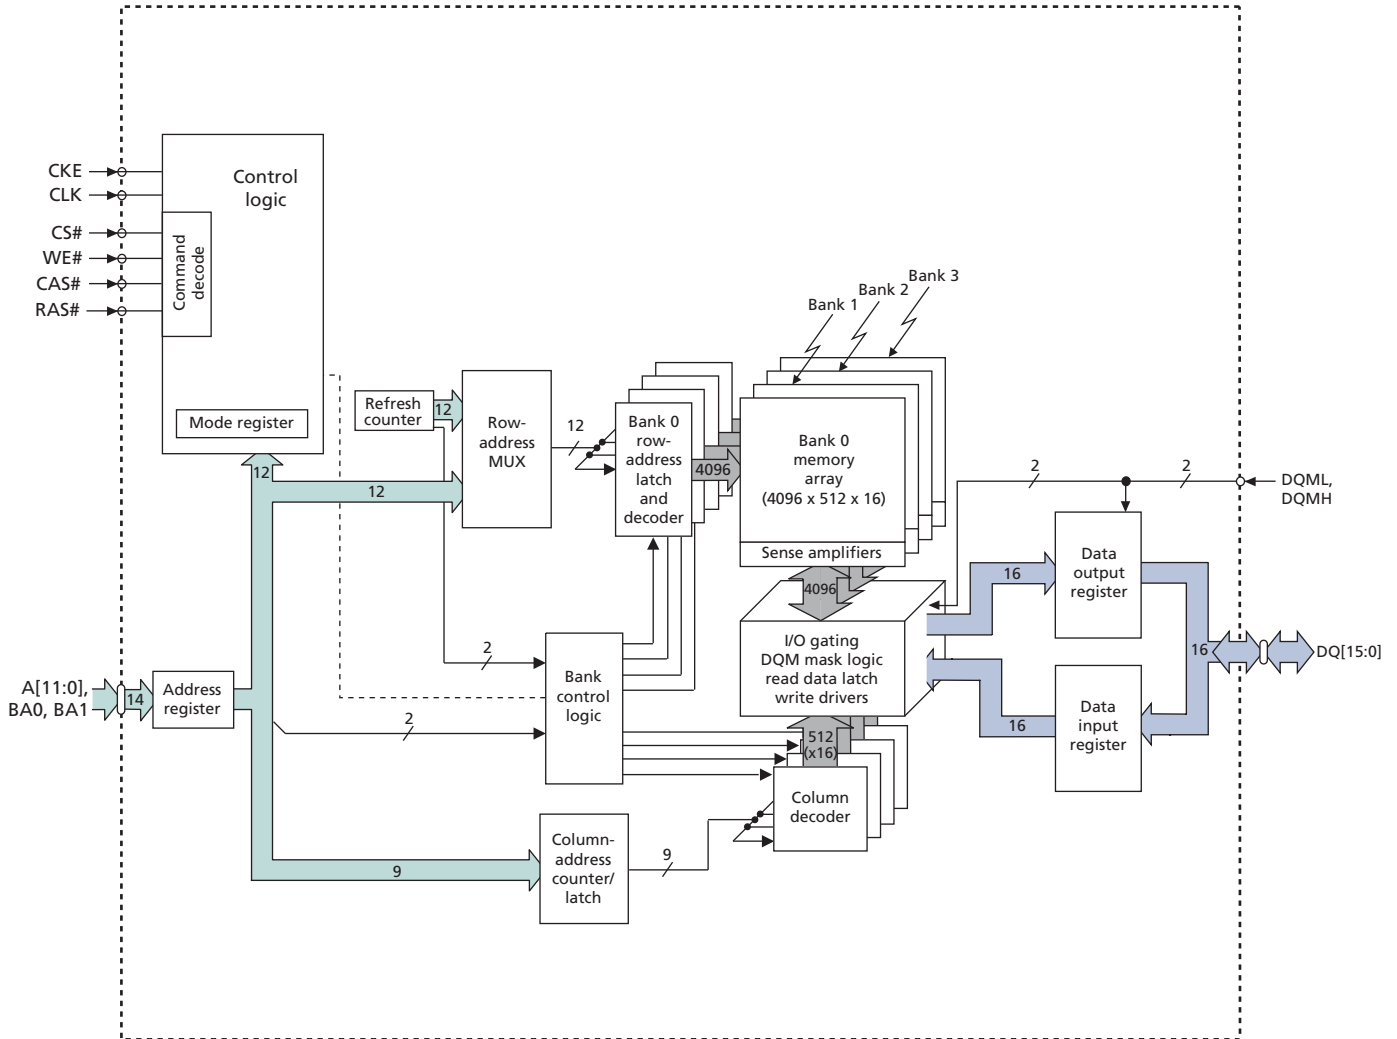 CKE
CLK
CS#
WE#
CAS#
RAS#
Control
logic
Command
decode
Mode register
12
Refresh
counter
12
12
Row-
address
MUX
12
Bank 0
row-
address
latch
and
decoder
4096
Bank 1
Bank 2
Bank 3
Bank 0
memory
array
(4096 x 512 x 16)
Sense amplifiers
4096
I/O gating
DQM mask logic
read data latch
write drivers
512
(x16)
Column
decoder
2
2
DQML,
DQMH
16
Data
output
register
16
DQ[15:0]
16
Data
input
register
A[11:0],
BA0, BA1
14
Address
register
2
2
Bank
control
logic
9
Column-
address
counter/
latch
9